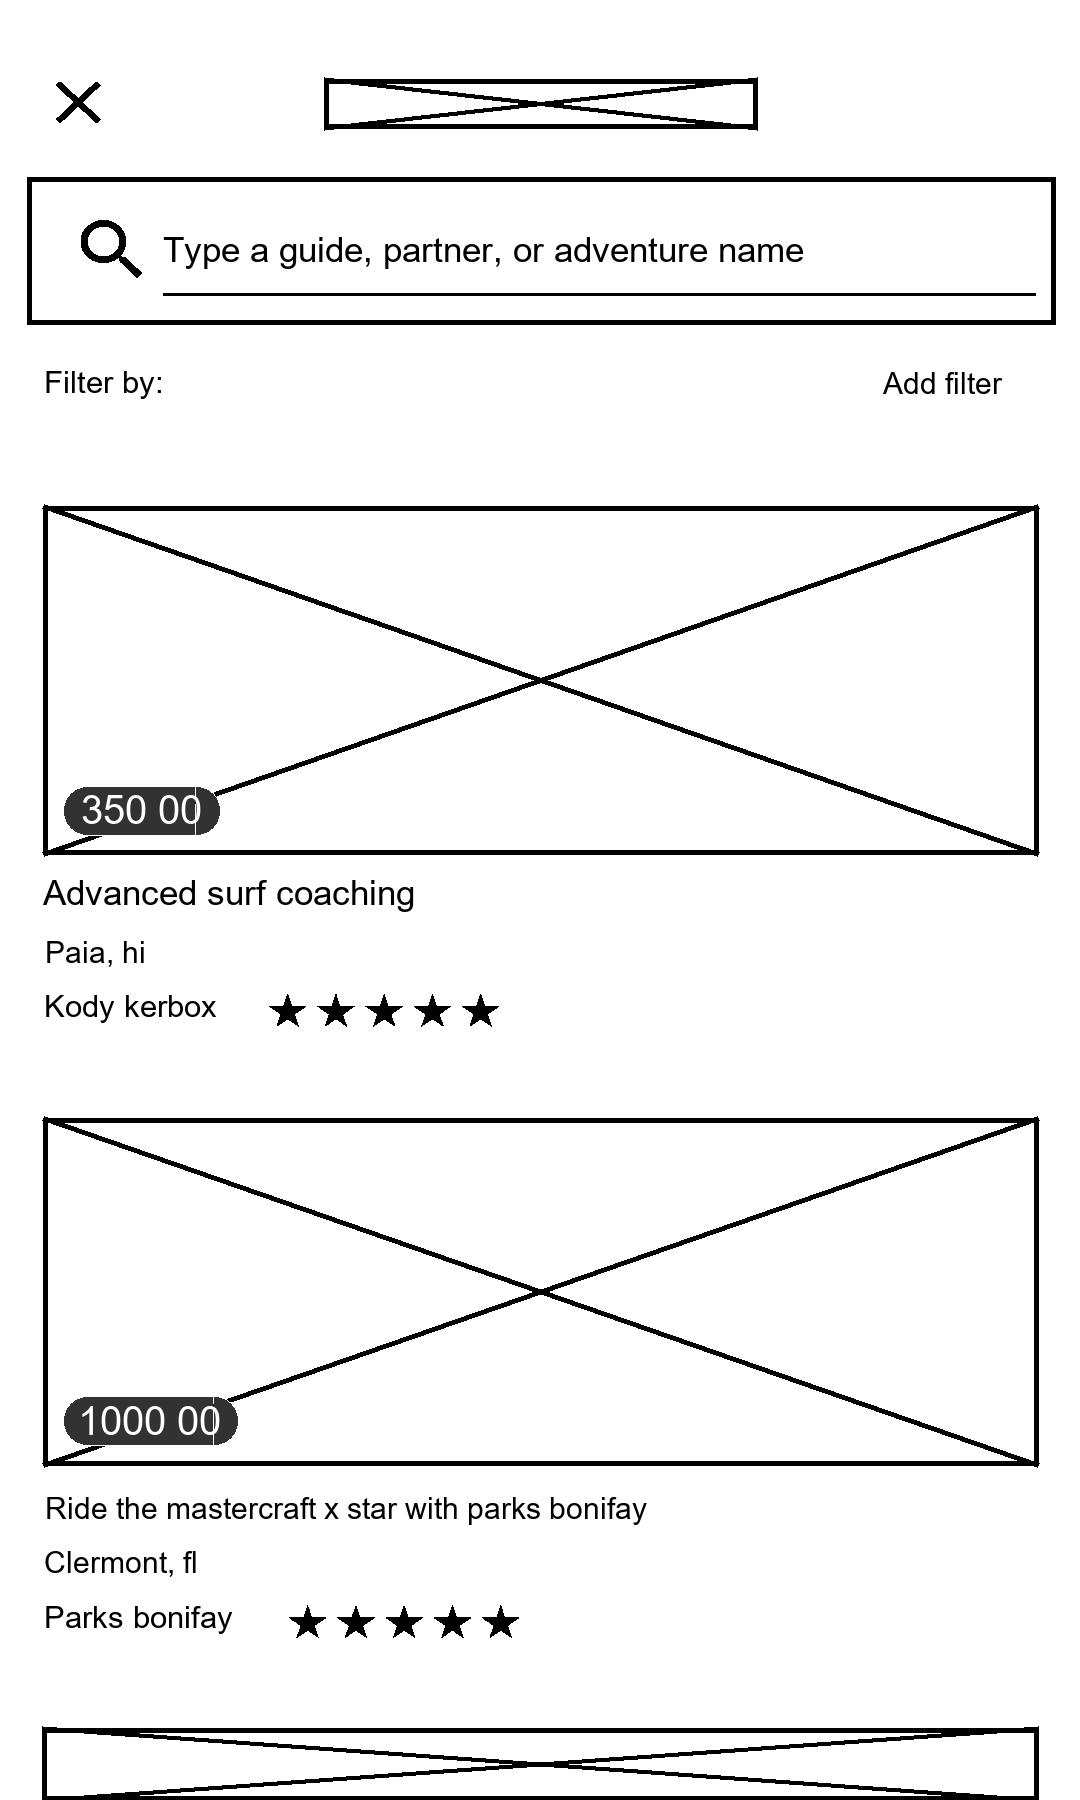 Type a guide, partner, or adventure name
Filter by:
Add filter
350 00
Advanced surf coaching
Paia, hi
Kody kerbox
1000 00
Ride the mastercraft x star with parks bonifay
Clermont, fl
Parks bonifay